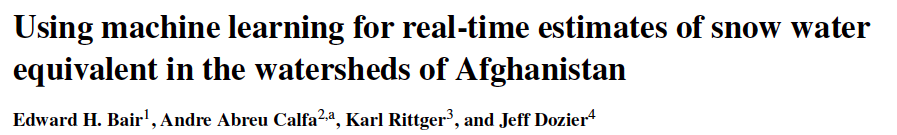 Using machine learning for real-time estimates of snow water
equivalent in the watersheds of Afghanistan
Edward H. Bair1, Andre Abreu Calfa2,a, Karl Rittger3, and Jeff Dozier4